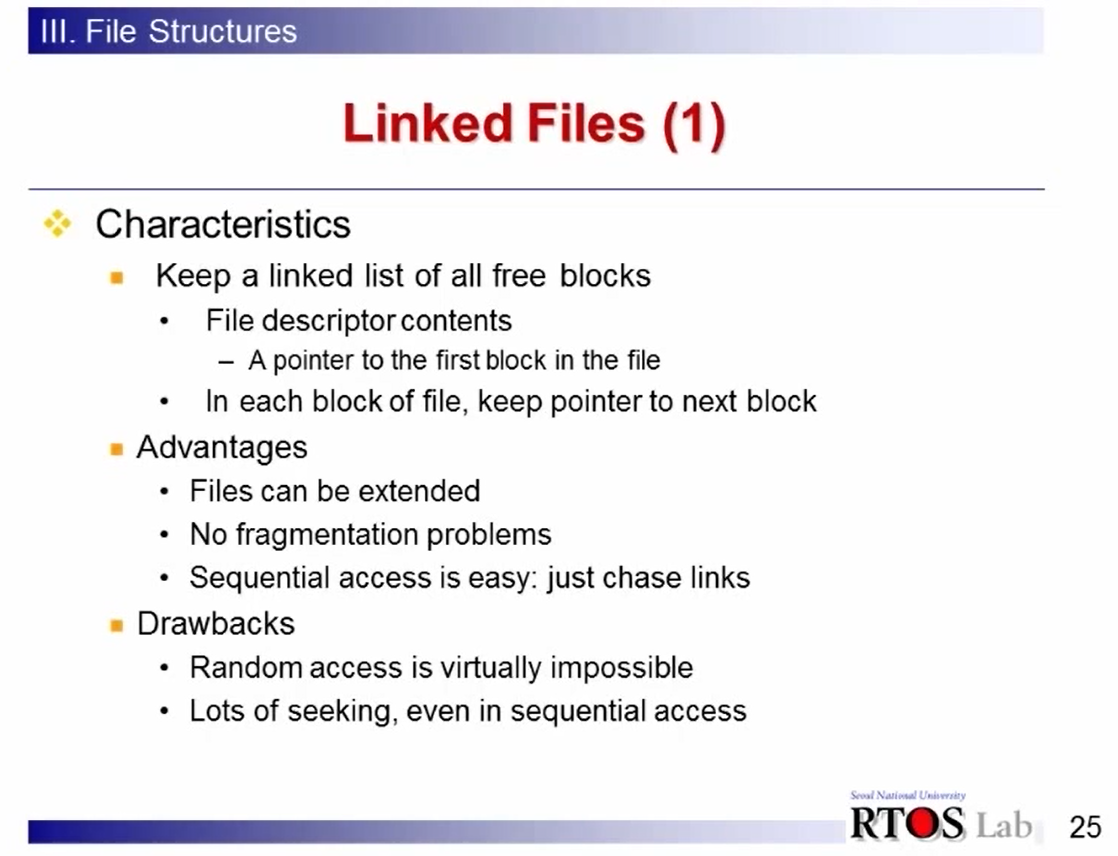 III. File Structures
Linked Files (1)
Characteristics
Keep a linked list of all free blocks
• File descriptor contents
– A pointer to the first block in the file
• In each block of file, keep pointer to next block
Advantages
• Files can be extended
• No fragmentation problems
• Sequential access is easy: just chase links
Drawbacks
• Random access is virtually impossible
• Lots of seeking, even in sequential access
Seoul National University
RTOS Lab
25